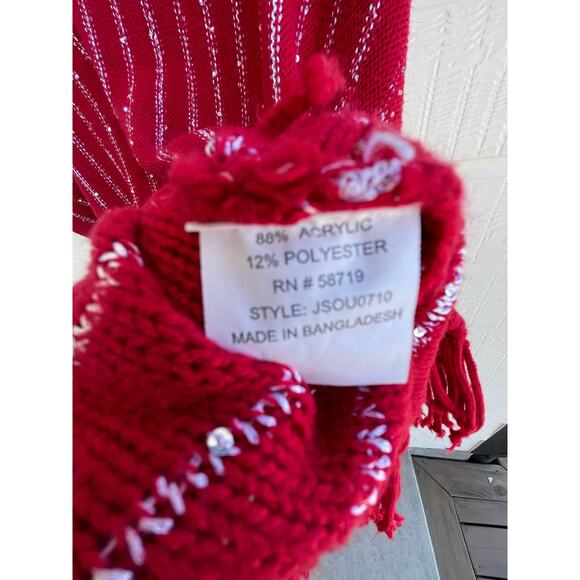 88% ACRYLIC
12% POLYESTER
RN # 58719
STYLE: JSOU0710
MADE IN BANGLADESH